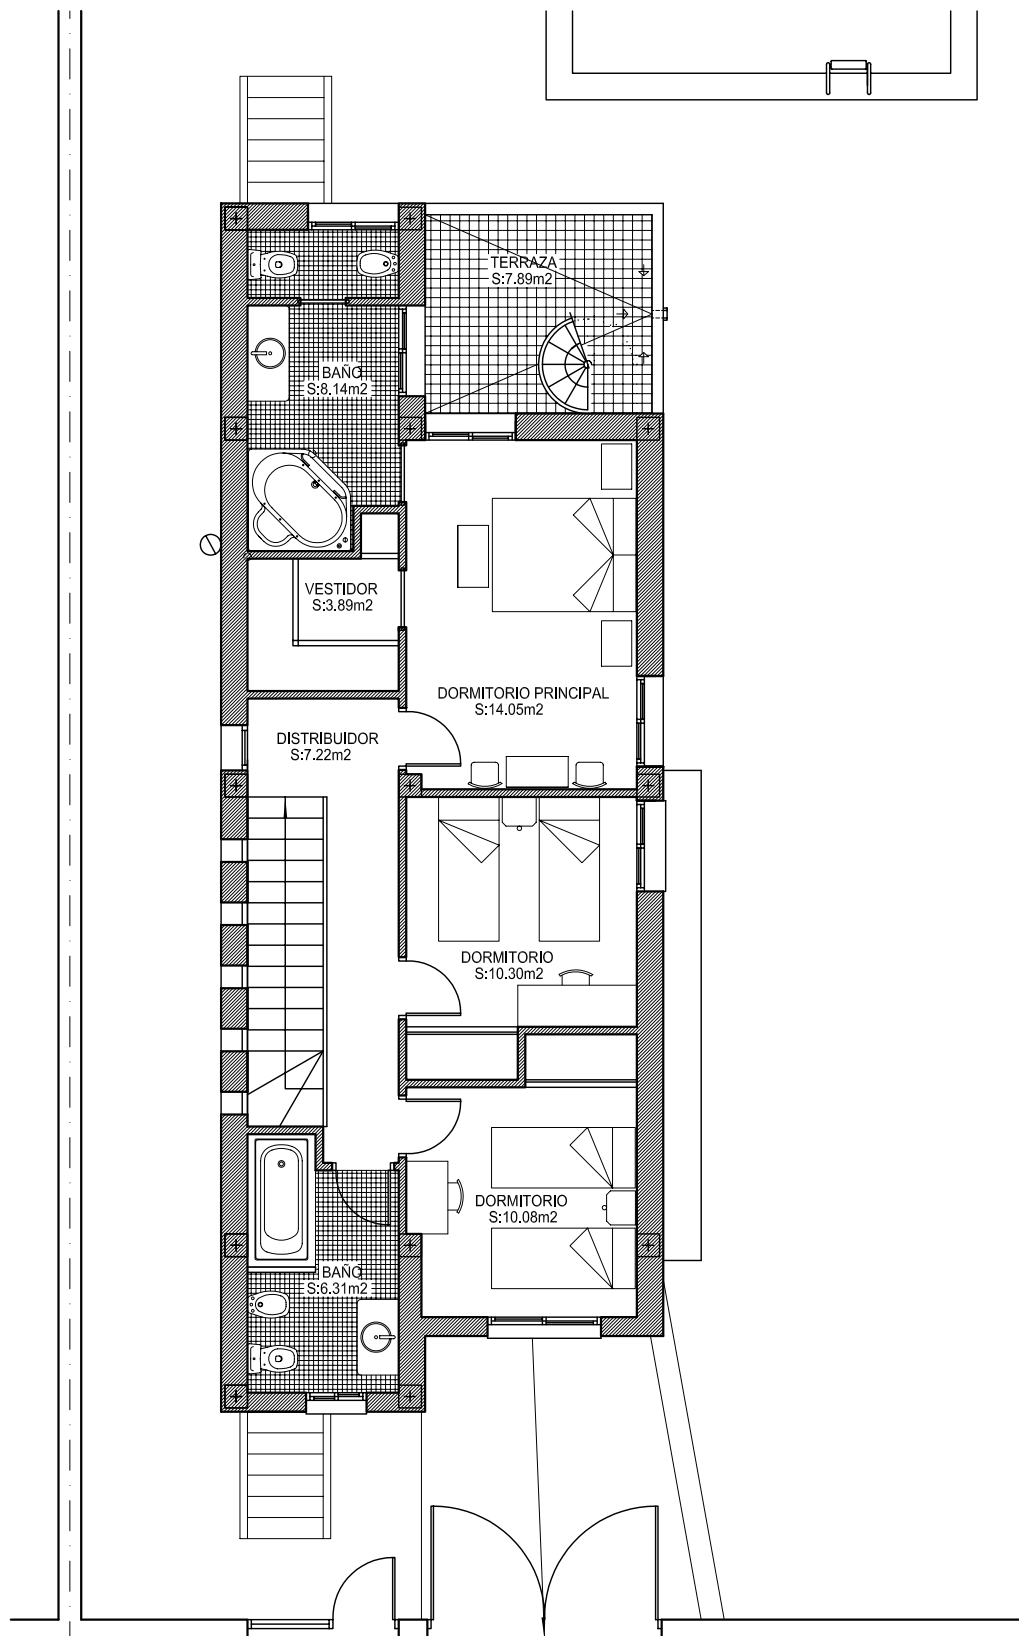 TERRAZA
S:7.89m2
BAÑO
S:8.14m2
VESTIDOR
S:3.89m2
DORMITORIO PRINCIPAL
S:14.05m2
DISTRIBUIDOR
S:7.22m2
DORMITORIO
S:10.30m2
DORMITORIO
S:10.08m2
BAÑO
S:6.31m2